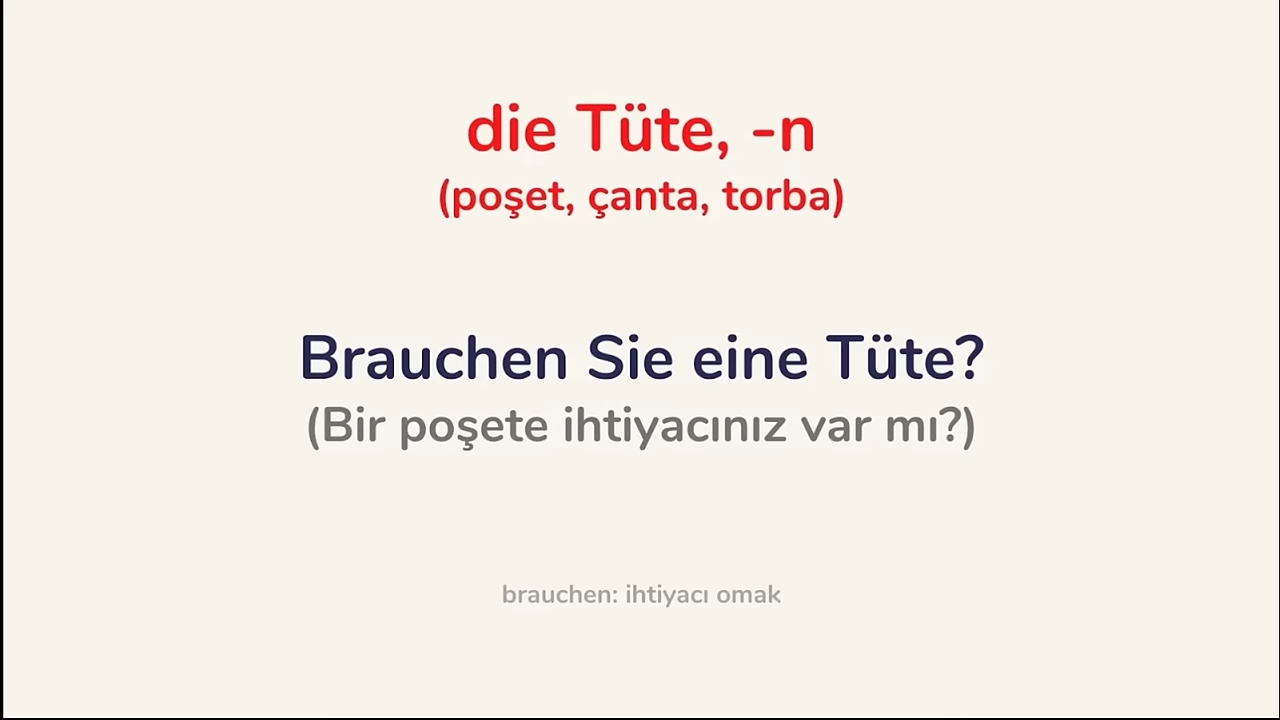 die Tüte, -n
(poşet, çanta, torba)
Brauchen Sie eine Tüte?
(Bir poşete ihtiyacınız var mı?)
brauchen: ihtiyacı omak